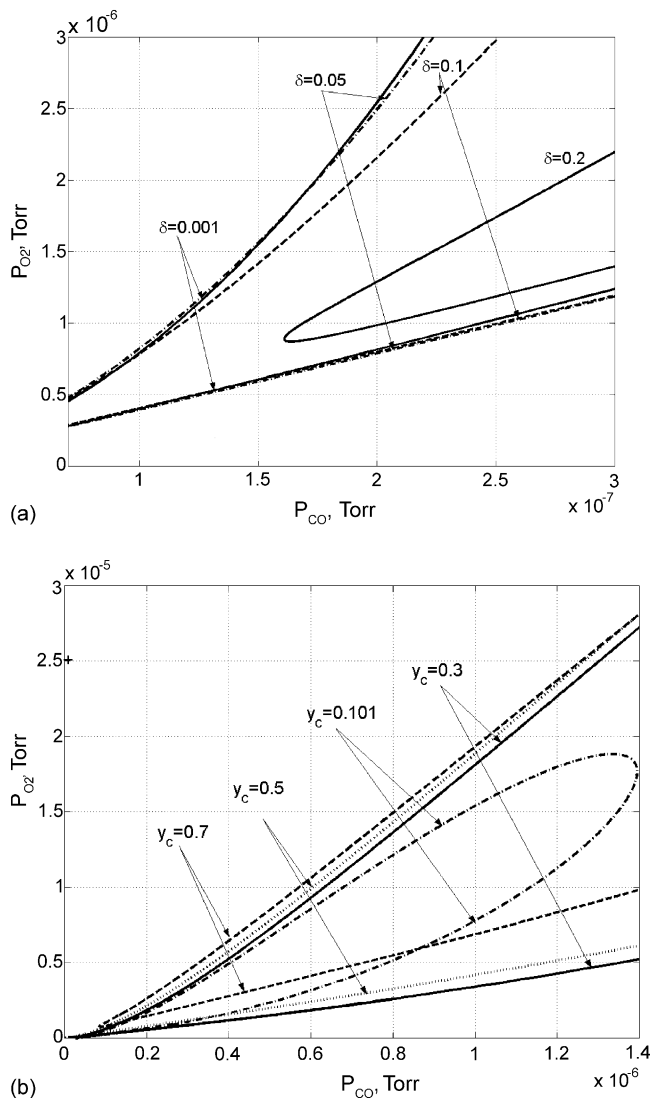 x 10⁻⁶
3
2.5
2
1.5
1
0.5
0
P_O2, Torr
δ=0.05
δ=0.1
δ=0.2
δ=0.001
1 1.5 2 2.5 3
x 10⁻⁷
P_CO, Torr
(a)
x 10⁻⁵
3
2.5
2
1.5
1
0.5
0
P_O2, Torr
y_c=0.3
y_c=0.101
y_c=0.5
y_c=0.7
0 0.2 0.4 0.6 0.8 1 1.2 1.4
x 10⁻⁶
P_CO, Torr
(b)